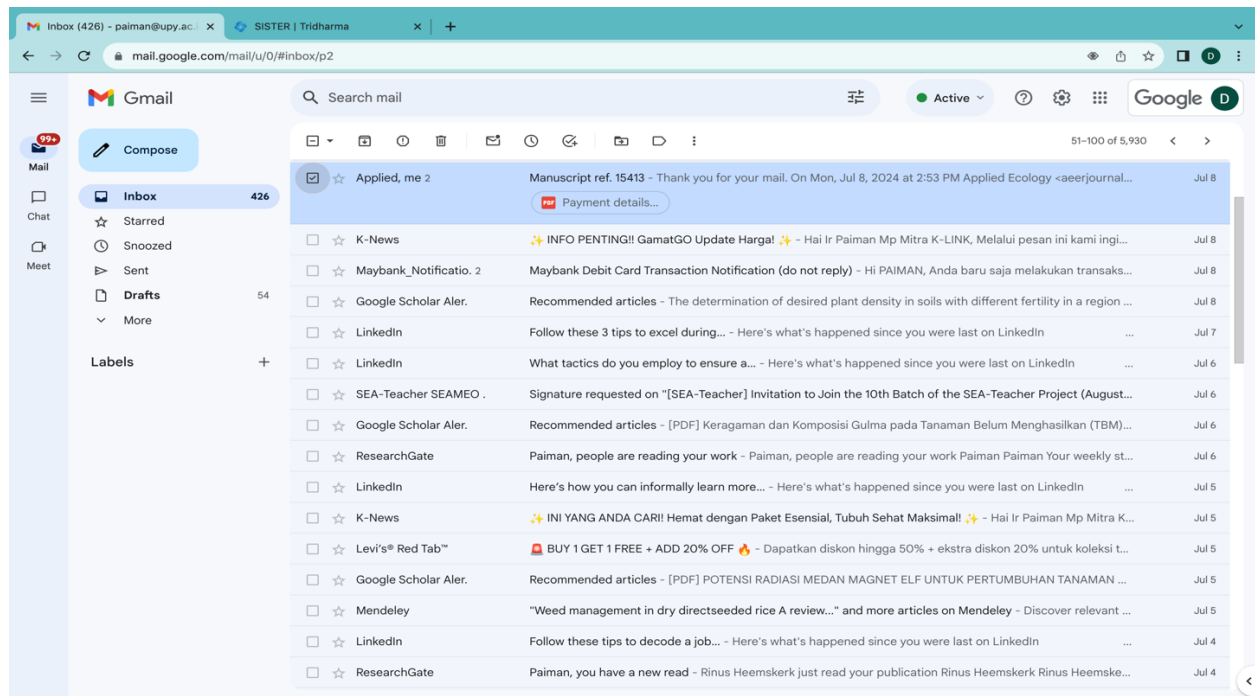 Inbox (426) - paiman@upy.ac.i
SISTER | Tridharma
mail.google.com/mail/u/0/#inbox/p2
D
Gmail
Search mail
Active
Google D
99+
Mail
Chat
Meet
Compose
Inbox 426
Starred
Snoozed
Sent
Drafts 54
More
Labels
51–100 of 5,930
Applied, me 2 Manuscript ref. 15413 - Thank you for your mail. On Mon, Jul 8, 2024 at 2:53 PM Applied Ecology <aeerjournal... Jul 8
PDF Payment details...
K-News ✨ INFO PENTING!! GamatGO Update Harga! ✨ - Hai Ir Paiman Mp Mitra K-LINK, Melalui pesan ini kami ingi... Jul 8
Maybank_Notificatio. 2 Maybank Debit Card Transaction Notification (do not reply) - Hi PAIMAN, Anda baru saja melakukan transaks... Jul 8
Google Scholar Aler. Recommended articles - The determination of desired plant density in soils with different fertility in a region ... Jul 8
LinkedIn Follow these 3 tips to excel during... - Here's what's happened since you were last on LinkedIn ... Jul 7
LinkedIn What tactics do you employ to ensure a... - Here's what's happened since you were last on LinkedIn ... Jul 6
SEA-Teacher SEAMEO . Signature requested on "[SEA-Teacher] Invitation to Join the 10th Batch of the SEA-Teacher Project (August... Jul 6
Google Scholar Aler. Recommended articles - [PDF] Keragaman dan Komposisi Gulma pada Tanaman Belum Menghasilkan (TBM)... Jul 6
ResearchGate Paiman, people are reading your work - Paiman, people are reading your work Paiman Paiman Your weekly st... Jul 6
LinkedIn Here's how you can informally learn more... - Here's what's happened since you were last on LinkedIn ... Jul 5
K-News ✨ INI YANG ANDA CARI! Hemat dengan Paket Esensial, Tubuh Sehat Maksimal! ✨ - Hai Ir Paiman Mp Mitra K... Jul 5
Levi's® Red Tab™ 🚨 BUY 1 GET 1 FREE + ADD 20% OFF 🔥 - Dapatkan diskon hingga 50% + ekstra diskon 20% untuk koleksi t... Jul 5
Google Scholar Aler. Recommended articles - [PDF] POTENSI RADIASI MEDAN MAGNET ELF UNTUK PERTUMBUHAN TANAMAN ... Jul 5
Mendeley "Weed management in dry directseeded rice A review..." and more articles on Mendeley - Discover relevant ... Jul 5
LinkedIn Follow these tips to decode a job... - Here's what's happened since you were last on LinkedIn ... Jul 4
ResearchGate Paiman, you have a new read - Rinus Heemskerk just read your publication Rinus Heemskerk Rinus Heemske... Jul 4